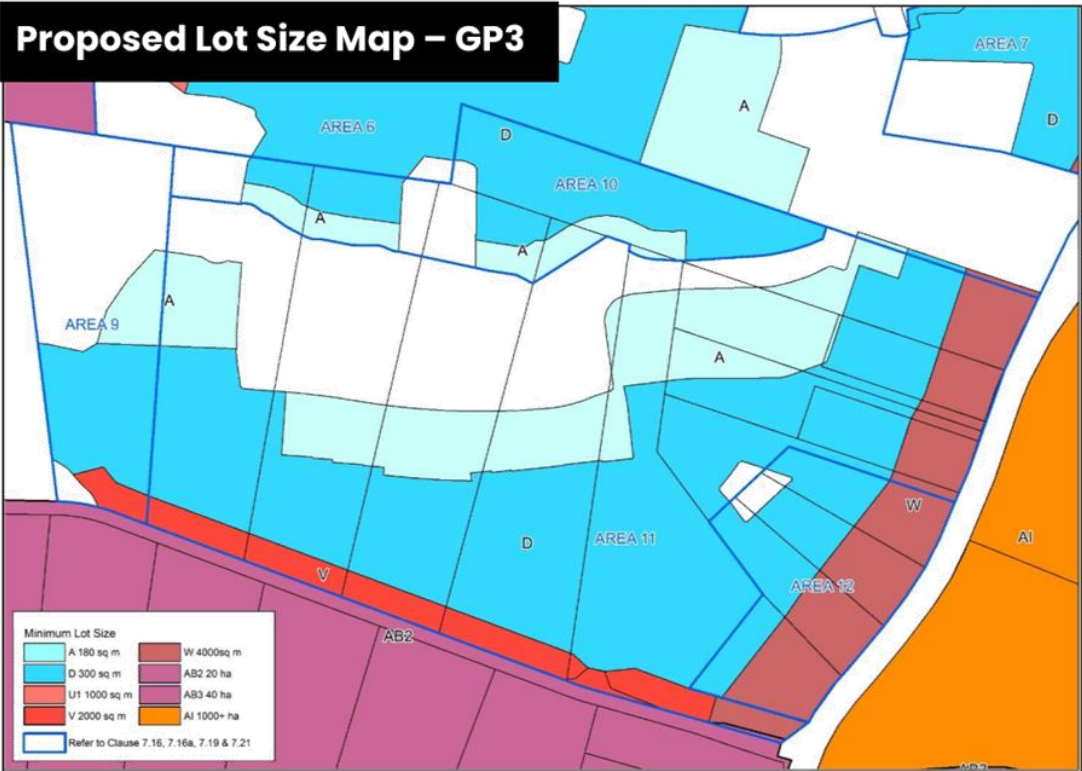 Proposed Lot Size Map – GP3
AREA 7
A
D
AREA 6
D
AREA 10
A
A
A
AREA 9
A
W
AREA 11
D
AI
V
AREA 12
AB2
Minimum Lot Size
A 180 sq m
W 4000sq m
D 300 sq m
AB2 20 ha
U1 1000 sq m
AB3 40 ha
V 2000 sq m
AI 1000+ ha
Refer to Clause 7.16, 7.16a, 7.19 & 7.21